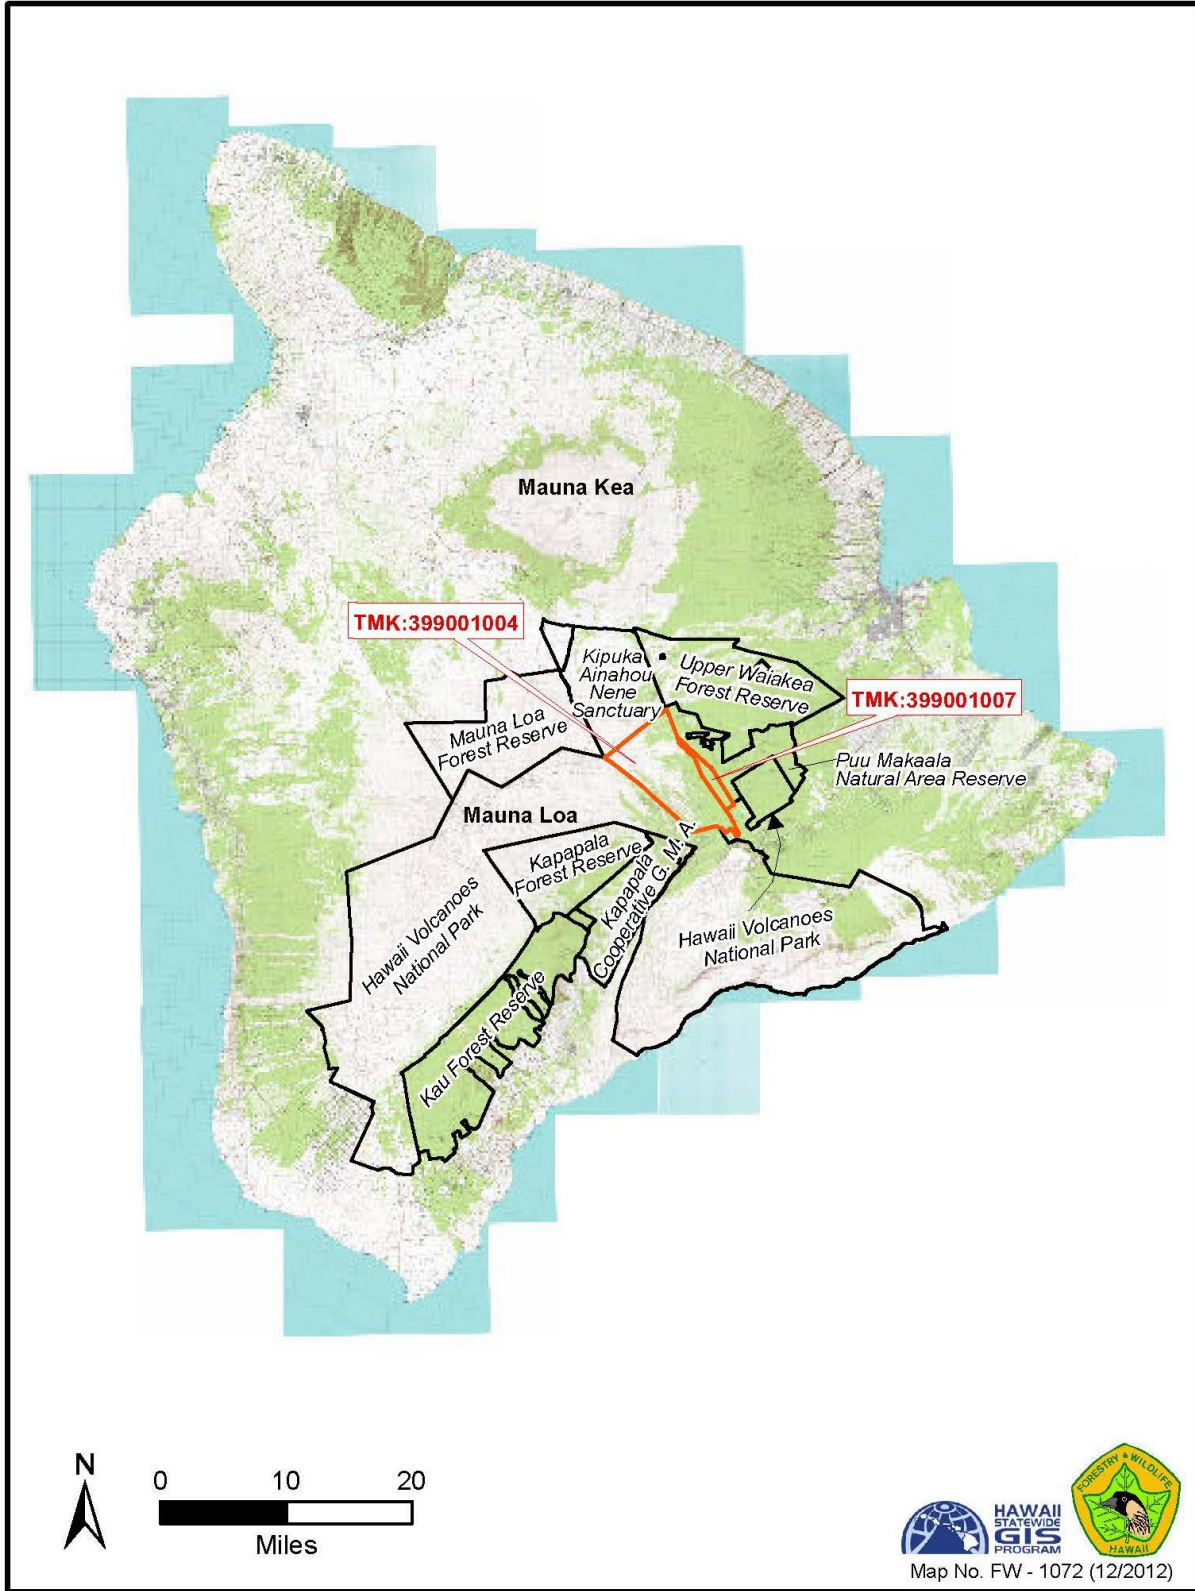 Mauna Kea
TMK:399001004
Kipuka
Ainahou
Nene
Sanctuary
Upper Waiakea
Forest Reserve
TMK:399001007
Mauna Loa
Forest Reserve
Puu Makaala
Natural Area Reserve
Mauna Loa
Kapapala
Forest Reserve
Kapapala
Cooperative G. M. A.
Hawaii Volcanoes
National Park
Hawaii Volcanoes
National Park
Kau Forest Reserve
N
0 10 20
Miles
HAWAII
STATEWIDE
GIS
PROGRAM
FORESTRY & WILDLIFE
HAWAII
Map No. FW - 1072 (12/2012)